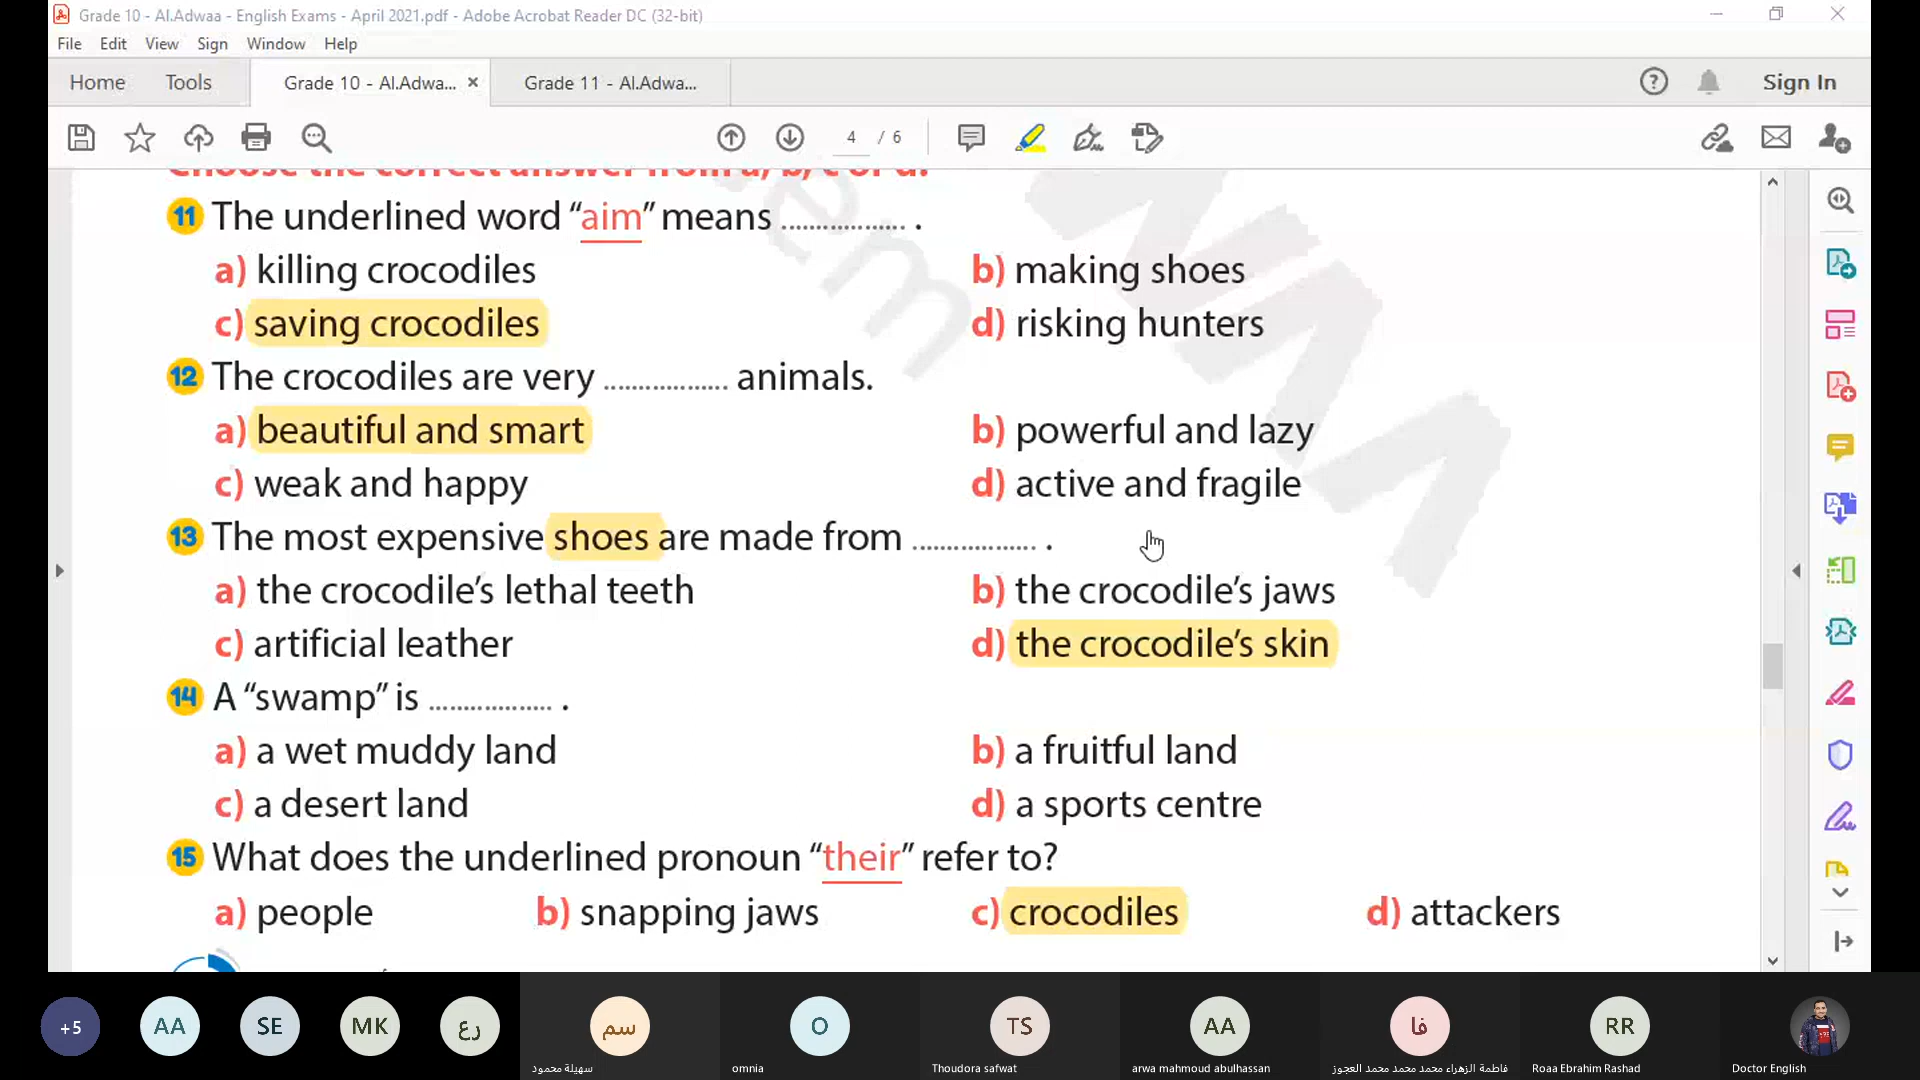 Grade 10 - Al.Adwaa - English Exams - April 2021.pdf - Adobe Acrobat Reader DC (32-bit)
File Edit View Sign Window Help
Home Tools Grade 10 - Al.Adwa... × Grade 11 - Al.Adwa... Sign In
4 / 6
Choose the correct answer from a, b, c or d:
11 The underlined word “aim” means .................. .
a) killing crocodiles b) making shoes
c) saving crocodiles d) risking hunters
12 The crocodiles are very .................. animals.
a) beautiful and smart b) powerful and lazy
c) weak and happy d) active and fragile
13 The most expensive shoes are made from .................. .
a) the crocodile’s lethal teeth b) the crocodile’s jaws
c) artificial leather d) the crocodile’s skin
14 A “swamp” is .................. .
a) a wet muddy land b) a fruitful land
c) a desert land d) a sports centre
15 What does the underlined pronoun “their” refer to?
a) people b) snapping jaws c) crocodiles d) attackers
+5 AA SE MK رع سم O TS AA فا RR
سهيلة محمود omnia Thoudora safwat arwa mahmoud abulhassan فاطمة الزهراء محمد محمد محمد العجوز Roaa Ebrahim Rashad Doctor English